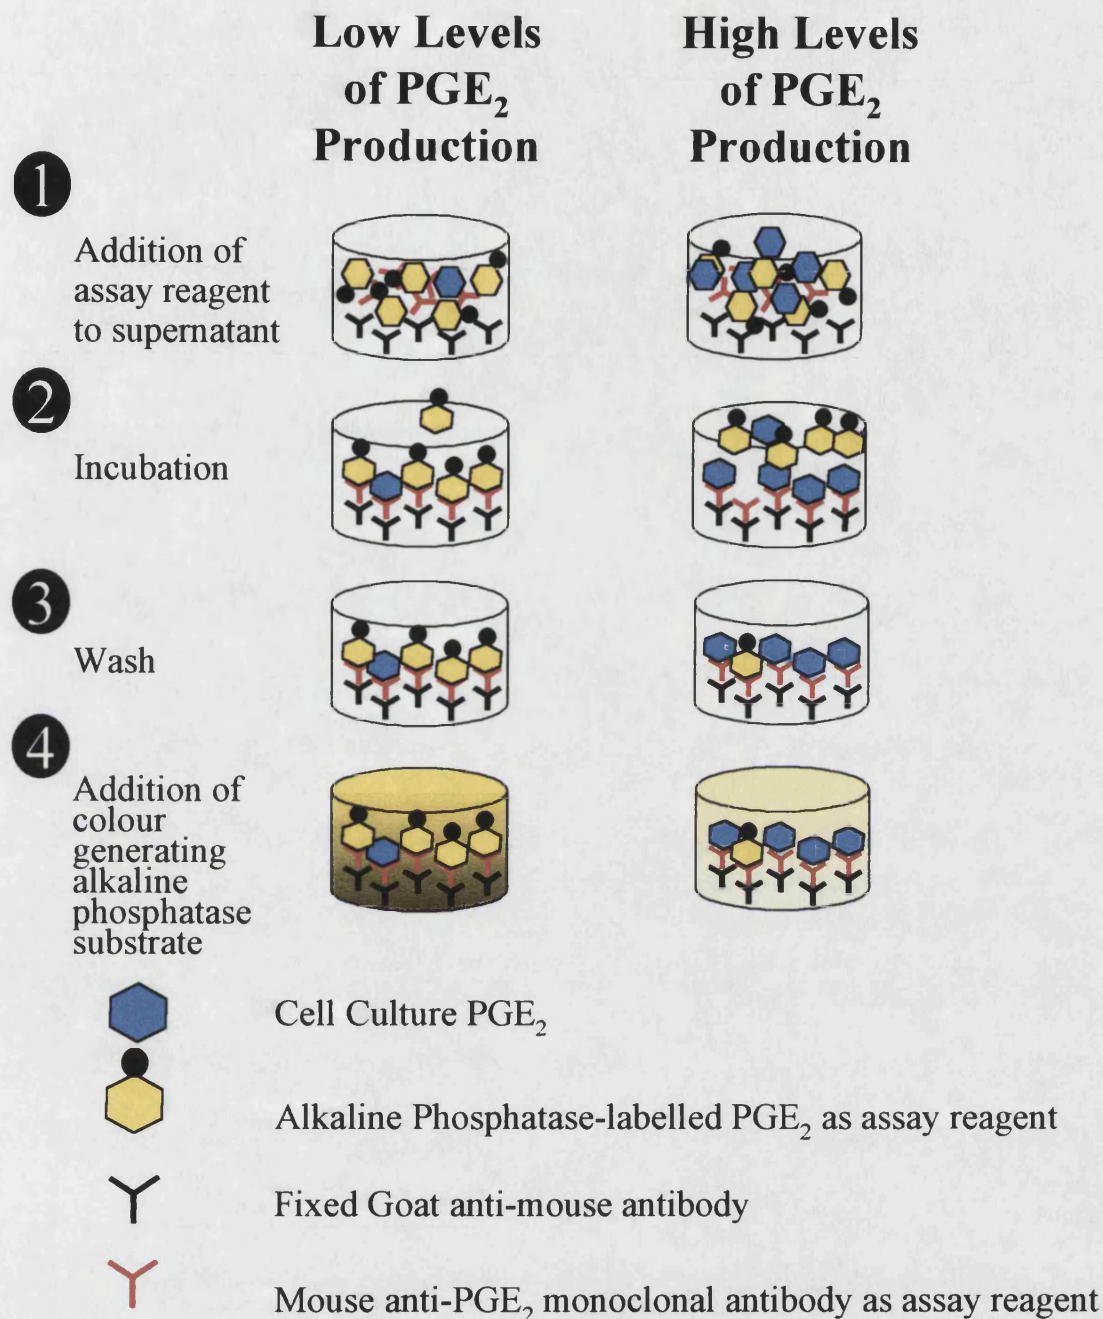 Low Levels
of PGE₂
Production
High Levels
of PGE₂
Production
1
Addition of
assay reagent
to supernatant
2
Incubation
3
Wash
4
Addition of
colour
generating
alkaline
phosphatase
substrate
Cell Culture PGE₂
Alkaline Phosphatase-labelled PGE₂ as assay reagent
Fixed Goat anti-mouse antibody
Mouse anti-PGE₂ monoclonal antibody as assay reagent